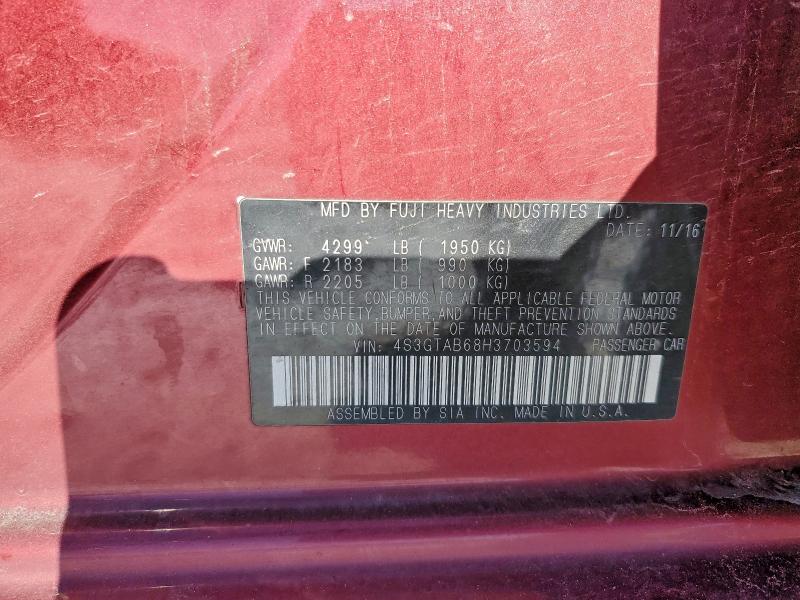 MFD BY FUJI HEAVY INDUSTRIES LTD.
DATE: 11/16
GVWR: 4299 LB ( 1950 KG)
GAWR: F 2183 LB ( 990 KG)
GAWR: R 2205 LB ( 1000 KG)
THIS VEHICLE CONFORMS TO ALL APPLICABLE FEDERAL MOTOR
VEHICLE SAFETY, BUMPER, AND THEFT PREVENTION STANDARDS
IN EFFECT ON THE DATE OF MANUFACTURE SHOWN ABOVE.
VIN: 4S3GTAB68H3703594 PASSENGER CAR
ASSEMBLED BY SIA INC. MADE IN U.S.A.